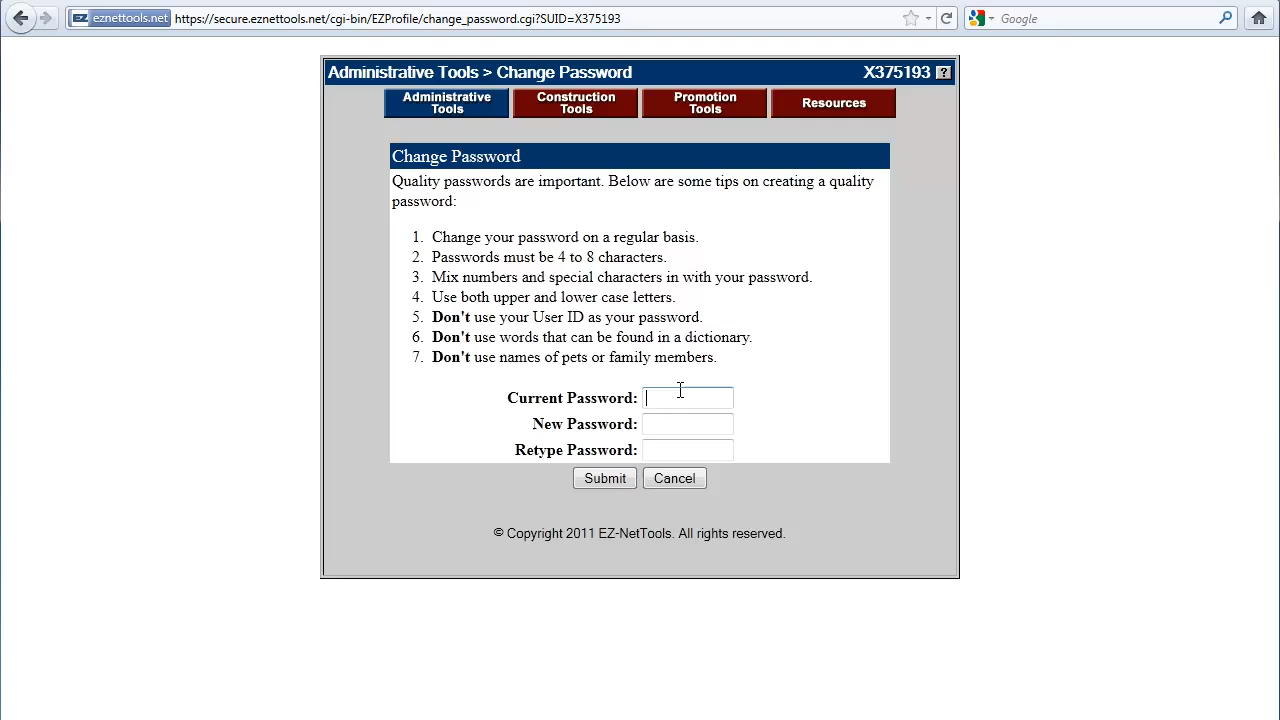 eznettools.net https://secure.eznettools.net/cgi-bin/EZProfile/change_password.cgi?SUID=X375193 Google
Administrative Tools > Change Password X375193 ?
Administrative Tools
Construction Tools
Promotion Tools
Resources
Change Password
Quality passwords are important. Below are some tips on creating a quality
password:
1. Change your password on a regular basis.
2. Passwords must be 4 to 8 characters.
3. Mix numbers and special characters in with your password.
4. Use both upper and lower case letters.
5. Don't use your User ID as your password.
6. Don't use words that can be found in a dictionary.
7. Don't use names of pets or family members.
Current Password:
New Password:
Retype Password:
Submit Cancel
© Copyright 2011 EZ-NetTools. All rights reserved.